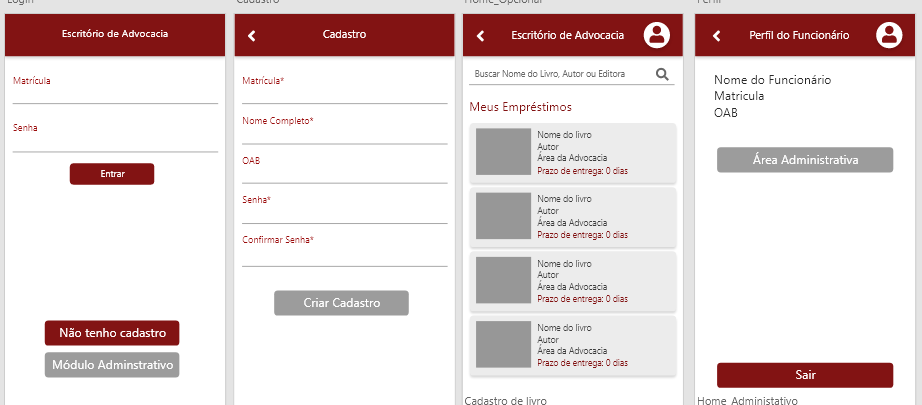 Login
Escritório de Advocacia
Matrícula
Senha
Entrar
Não tenho cadastro
Módulo Adminstrativo
Cadastro
Cadastro
Matrícula*
Nome Completo*
OAB
Senha*
Confirmar Senha*
Criar Cadastro
Home_Opcional
Escritório de Advocacia
Buscar Nome do Livro, Autor ou Editora
Meus Empréstimos
Nome do livro
Autor
Área da Advocacia
Prazo de entrega: 0 dias
Nome do livro
Autor
Área da Advocacia
Prazo de entrega: 0 dias
Nome do livro
Autor
Área da Advocacia
Prazo de entrega: 0 dias
Nome do livro
Autor
Área da Advocacia
Prazo de entrega: 0 dias
Cadastro de livro
Perfil
Perfil do Funcionário
Nome do Funcionário
Matricula
OAB
Área Administrativa
Sair
Home_Administativo